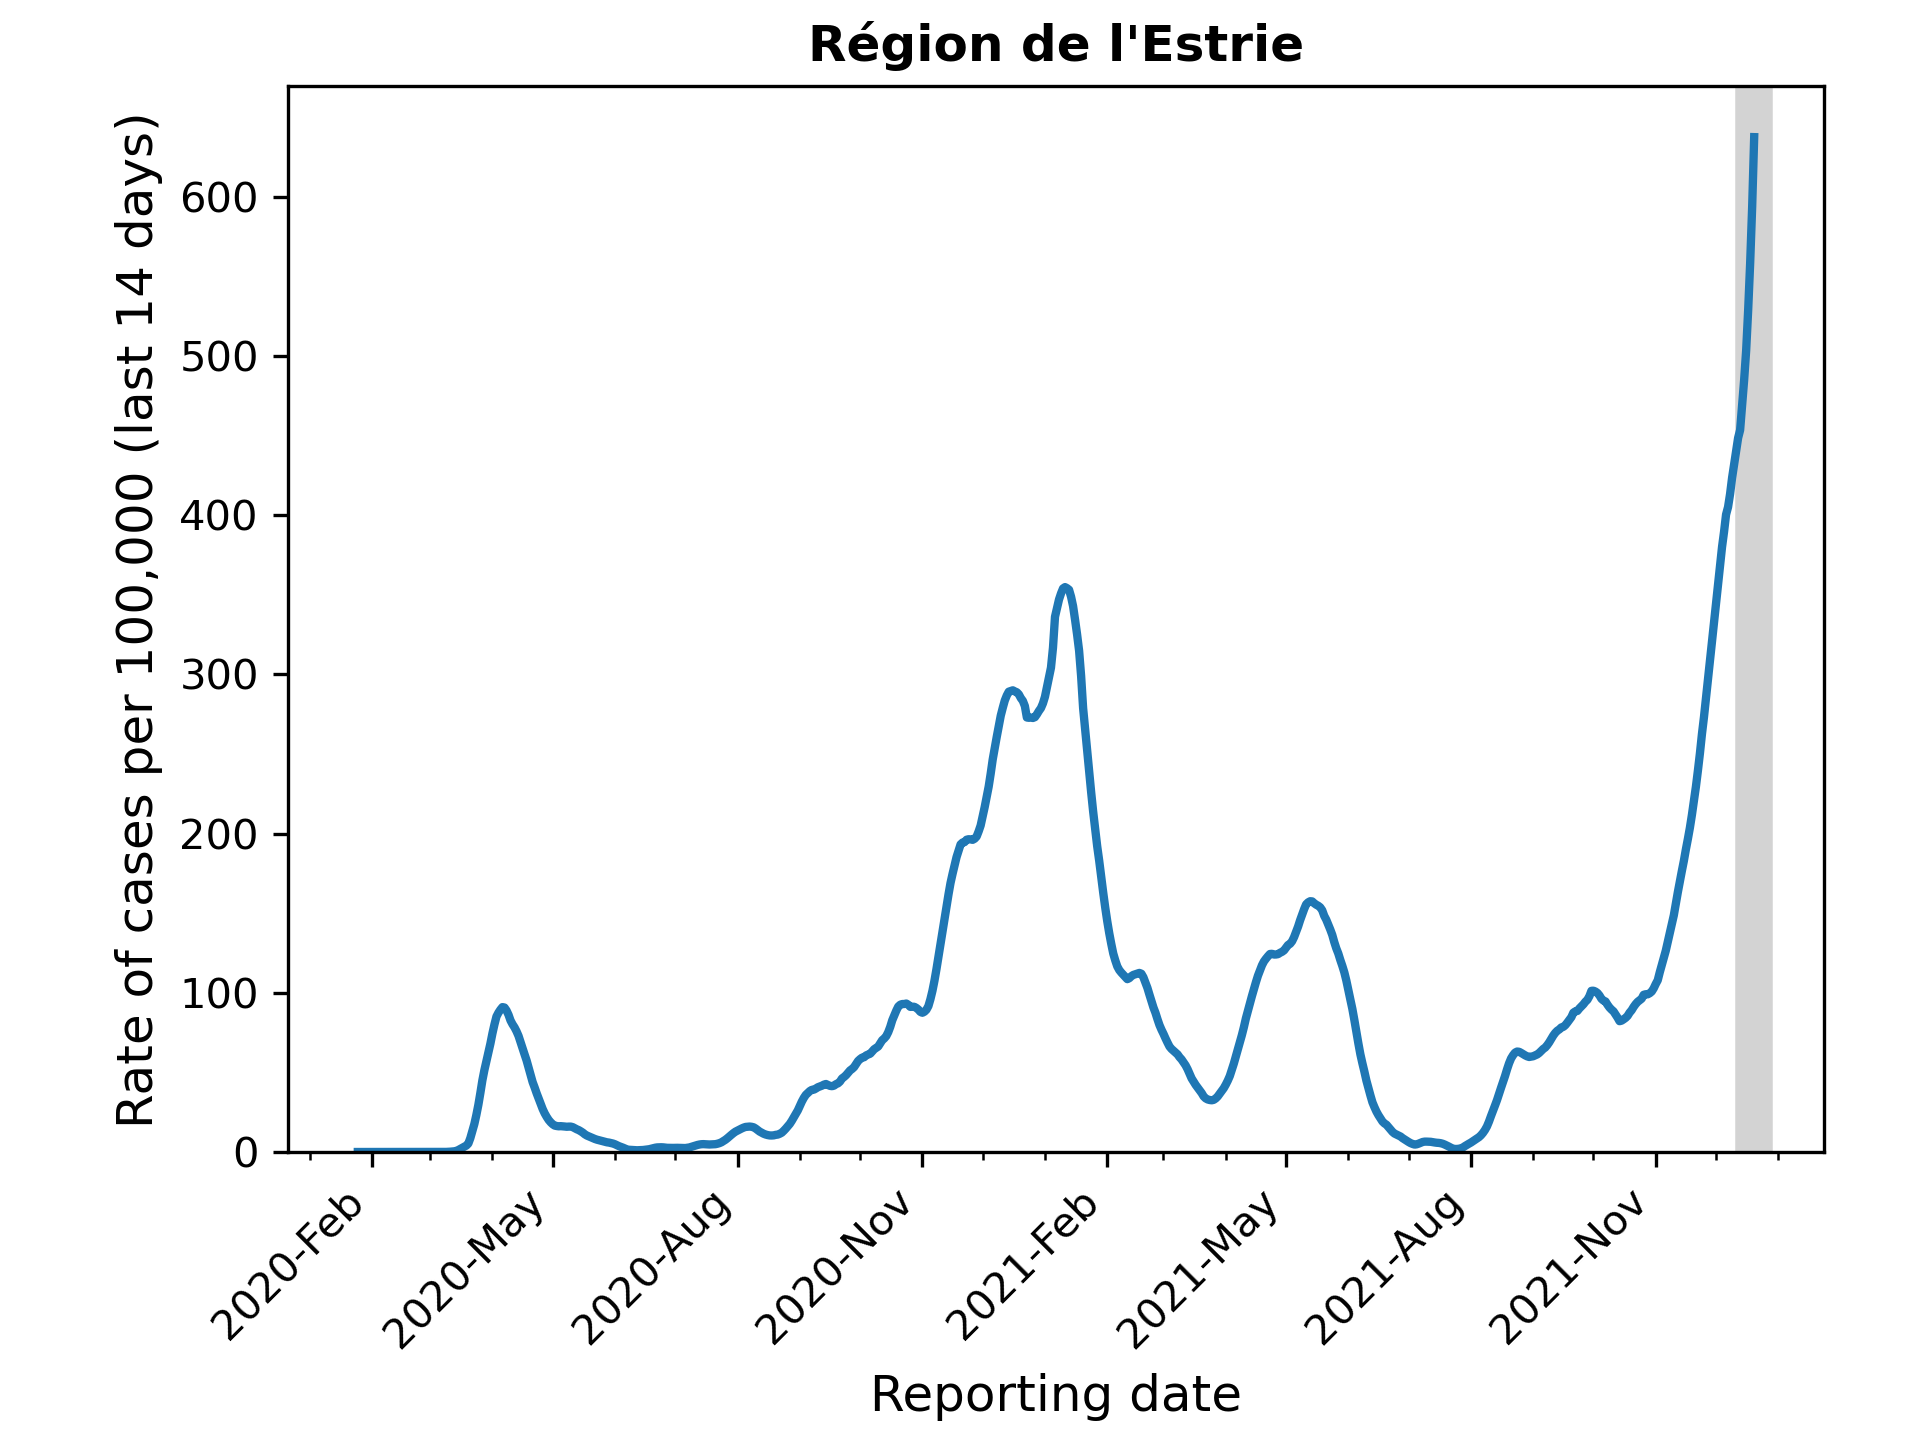 Région de l'Estrie
Rate of cases per 100,000 (last 14 days)
600
500
400
300
200
100
0
2020-Feb
2020-May
2020-Aug
2020-Nov
2021-Feb
2021-May
2021-Aug
2021-Nov
Reporting date